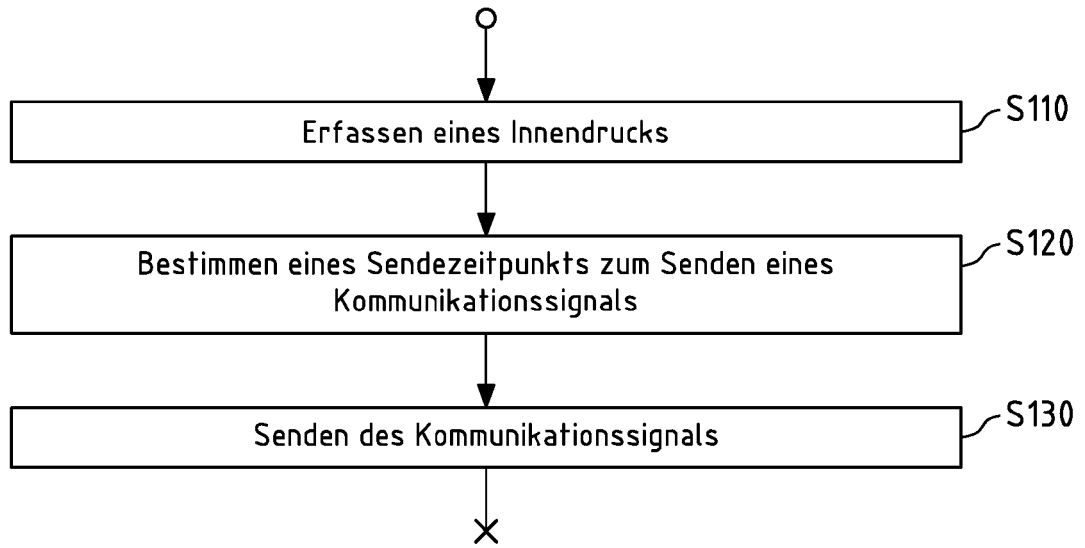 S110
Erfassen eines Innendrucks
S120
Bestimmen eines Sendezeitpunkts zum Senden eines
Kommunikationssignals
S130
Senden des Kommunikationssignals